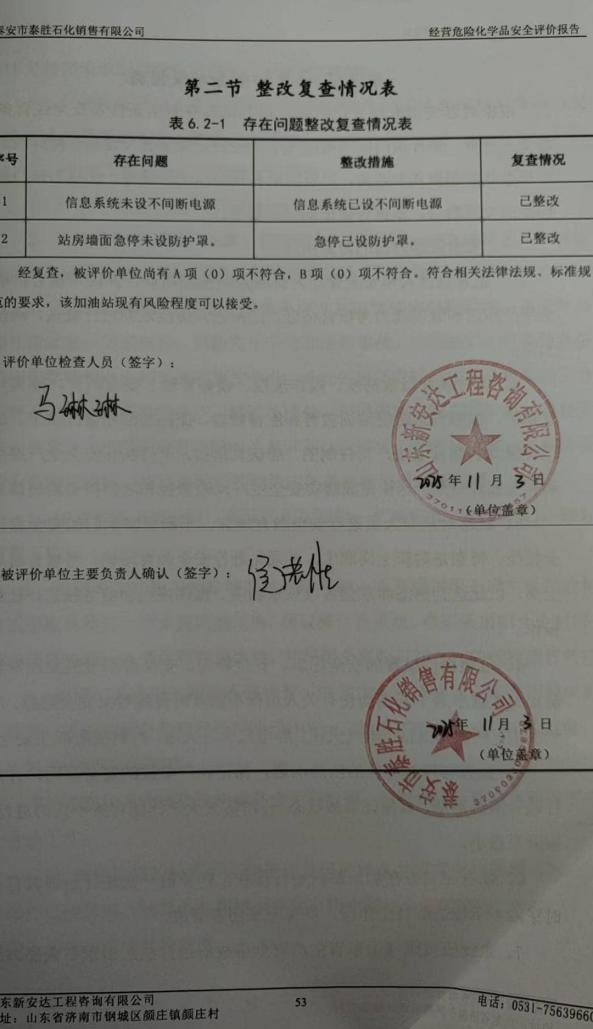 泰安市泰胜石化销售有限公司 经营危险化学品安全评价报告
第二节 整改复查情况表
表 6.2-1 存在问题整改复查情况表
号 存在问题 整改措施 复查情况
1 信息系统未设不间断电源 信息系统已设不间断电源 已整改
2 站房墙面急停未设防护罩。 急停已设防护罩。 已整改
经复查，被评价单位尚有 A 项（0）项不符合，B 项（0）项不符合。符合相关法律法规、标准规
范的要求，该加油站现有风险程度可以接受。
评价单位检查人员（签字）：
马琳琳
山东新安达工程咨询有限公司
2025 年 11 月 3 日
（单位盖章）
被评价单位主要负责人确认（签字）：
泰安市泰胜石化销售有限公司
2025 年 11 月 3 日
（单位盖章）
东新安达工程咨询有限公司 53 电话：0531-75639660
址：山东省济南市钢城区颜庄镇颜庄村